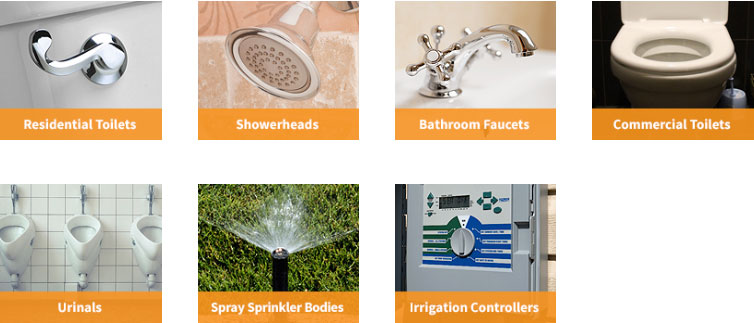 Residential Toilets
Showerheads
Bathroom Faucets
Commercial Toilets
Urinals
Spray Sprinkler Bodies
Irrigation Controllers